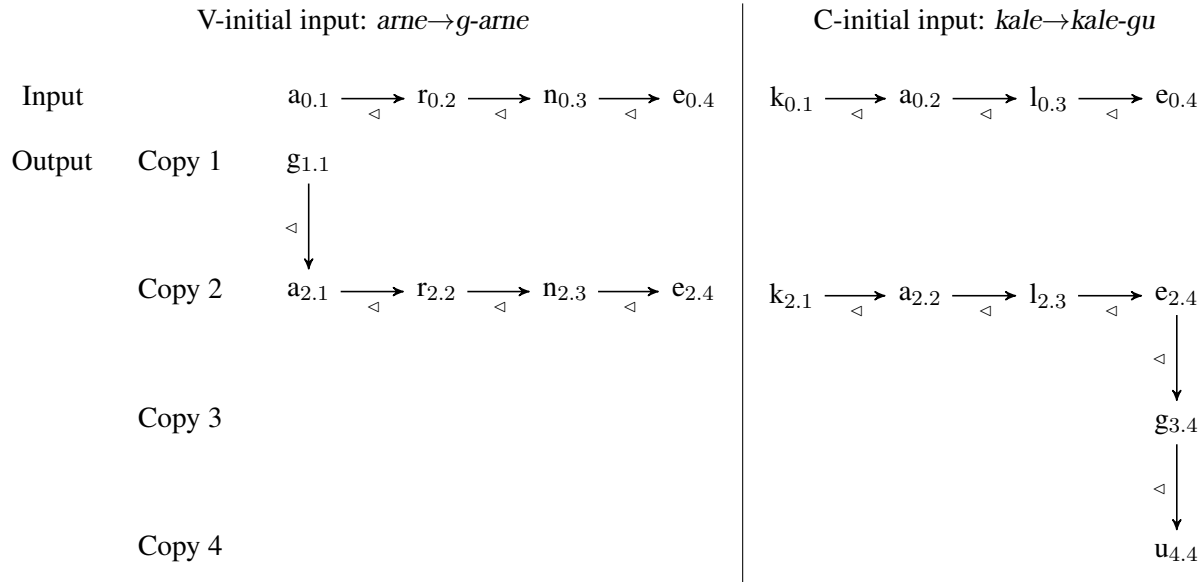 V-initial input: arne→g-arne C-initial input: kale→kale-gu
Input a0.1 ◃ r0.2 ◃ n0.3 ◃ e0.4 k0.1 ◃ a0.2 ◃ l0.3 ◃ e0.4
Output Copy 1 g1.1
◃
Copy 2 a2.1 ◃ r2.2 ◃ n2.3 ◃ e2.4 k2.1 ◃ a2.2 ◃ l2.3 ◃ e2.4
◃
Copy 3 g3.4
◃
Copy 4 u4.4